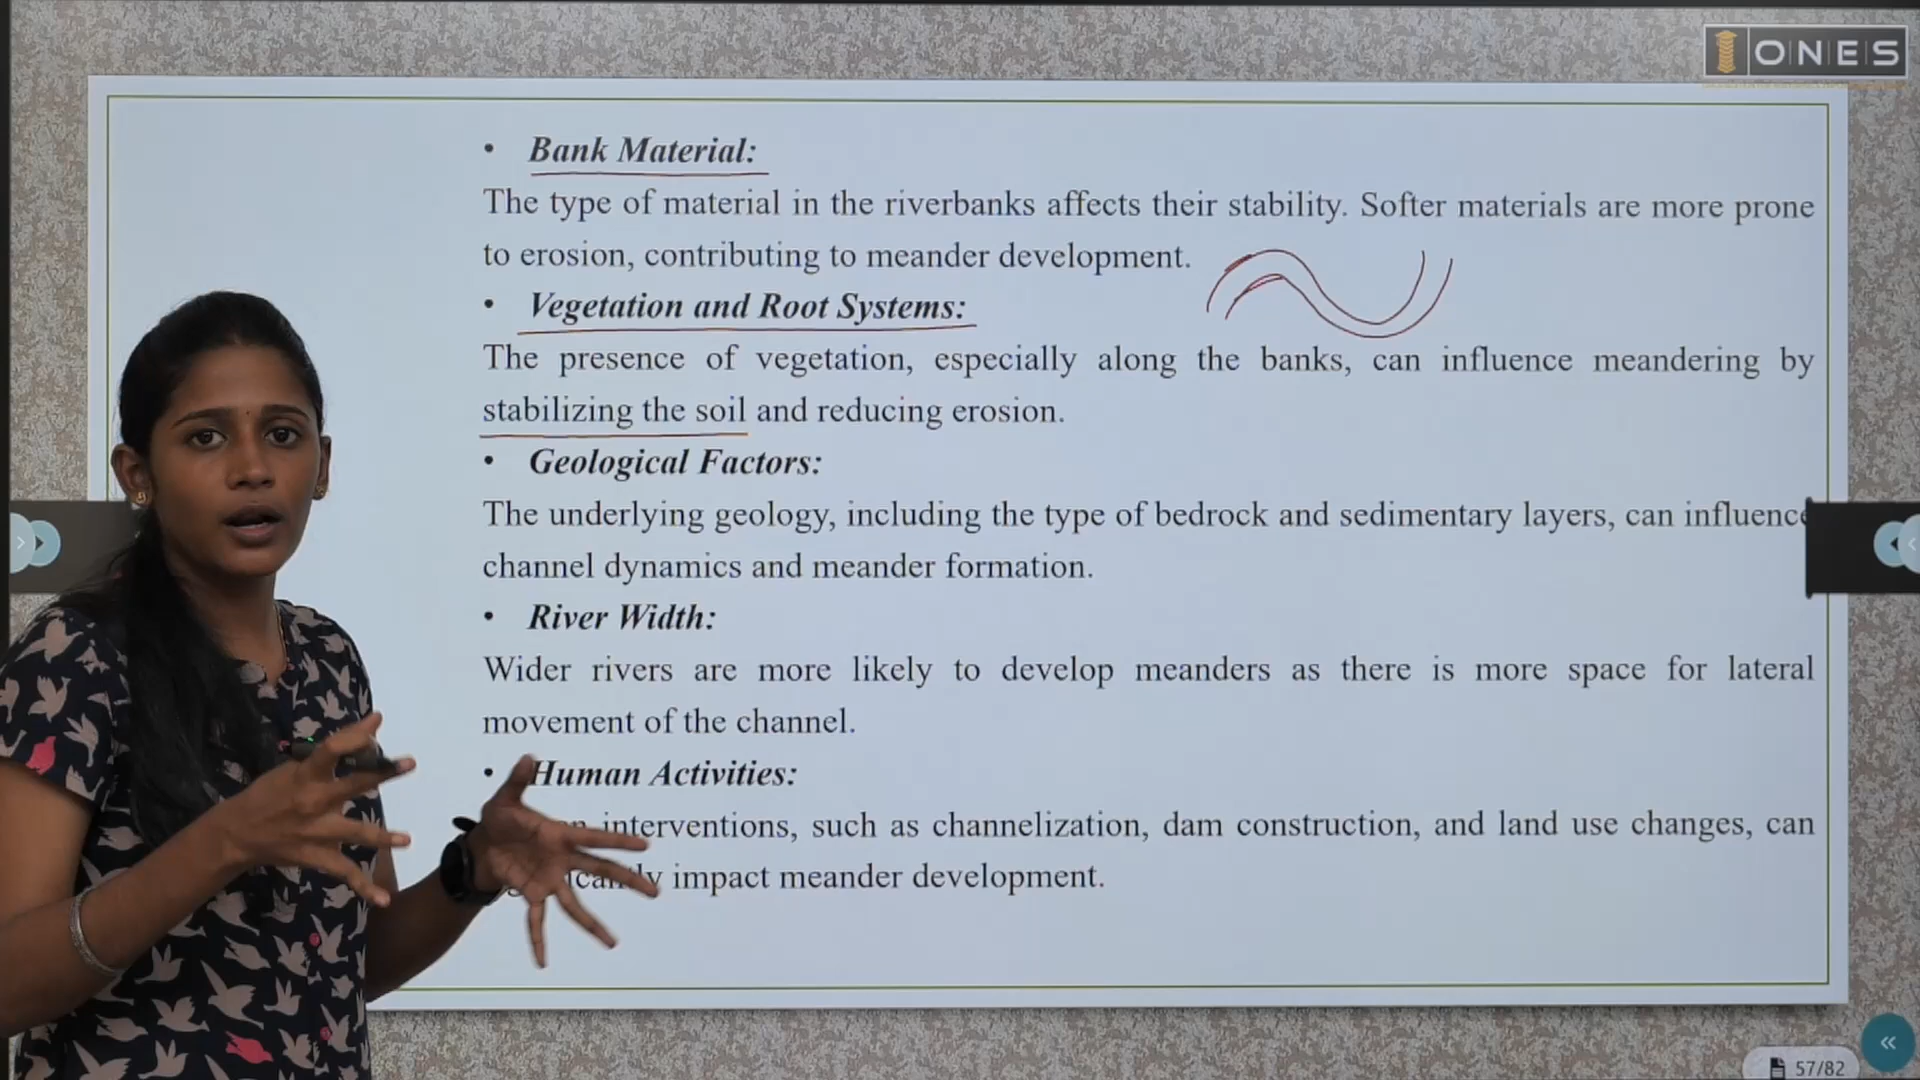 ONES
• Bank Material:
The type of material in the riverbanks affects their stability. Softer materials are more prone
to erosion, contributing to meander development.
• Vegetation and Root Systems:
The presence of vegetation, especially along the banks, can influence meandering by
stabilizing the soil and reducing erosion.
• Geological Factors:
The underlying geology, including the type of bedrock and sedimentary layers, can influence
channel dynamics and meander formation.
• River Width:
Wider rivers are more likely to develop meanders as there is more space for lateral
movement of the channel.
• Human Activities:
interventions, such as channelization, dam construction, and land use changes, can
impact meander development.
57/82